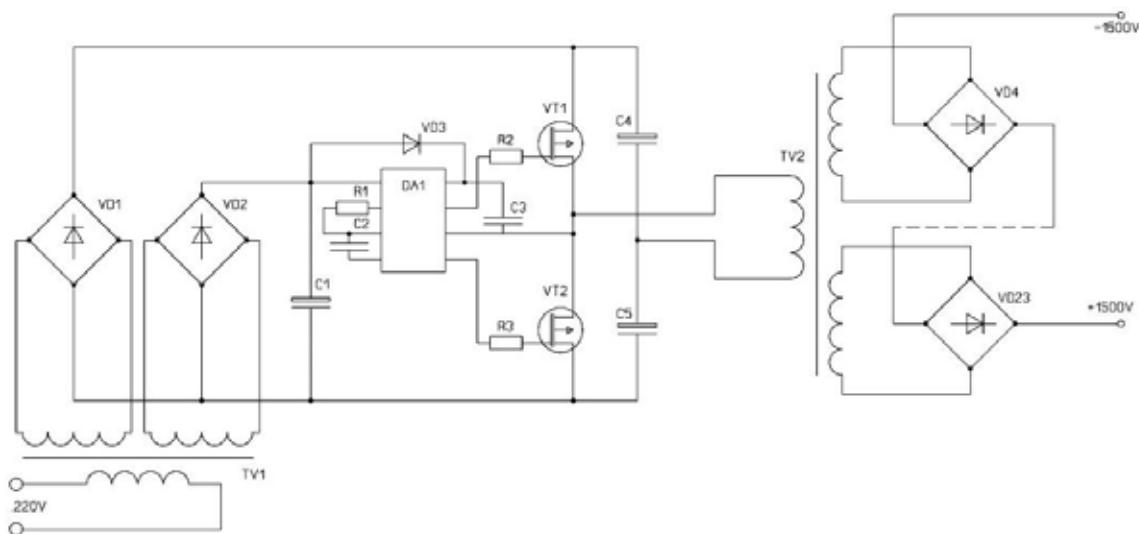 -1500V
VD4
VT1
C4
VD3
R2
TV2
DA1
R1
C3
VD1
VD2
C2
C1
VT2
C5
VD23
+1500V
R3
TV1
220V